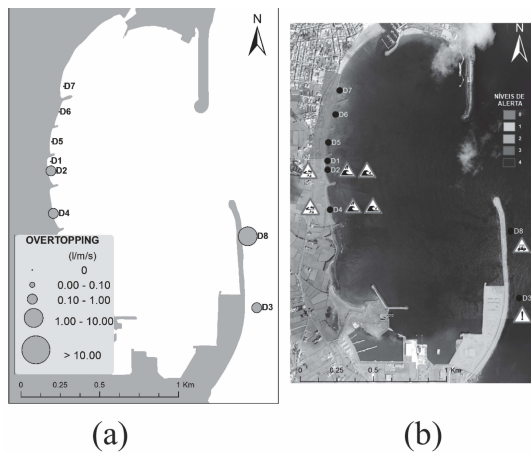 N
D7
D6
D5
D1
D2
D4
D8
D3
OVERTOPPING
(l/m/s)
0
0.00 - 0.10
0.10 - 1.00
1.00 - 10.00
> 10.00
0 0.25 0.5 1 Km
(a)
N
NÍVEIS DE
ALERTA
0
1
2
3
4
D7
D6
D5
D1
D2
D4
D8
D3
0 0.25 0.5 1 Km
(b)